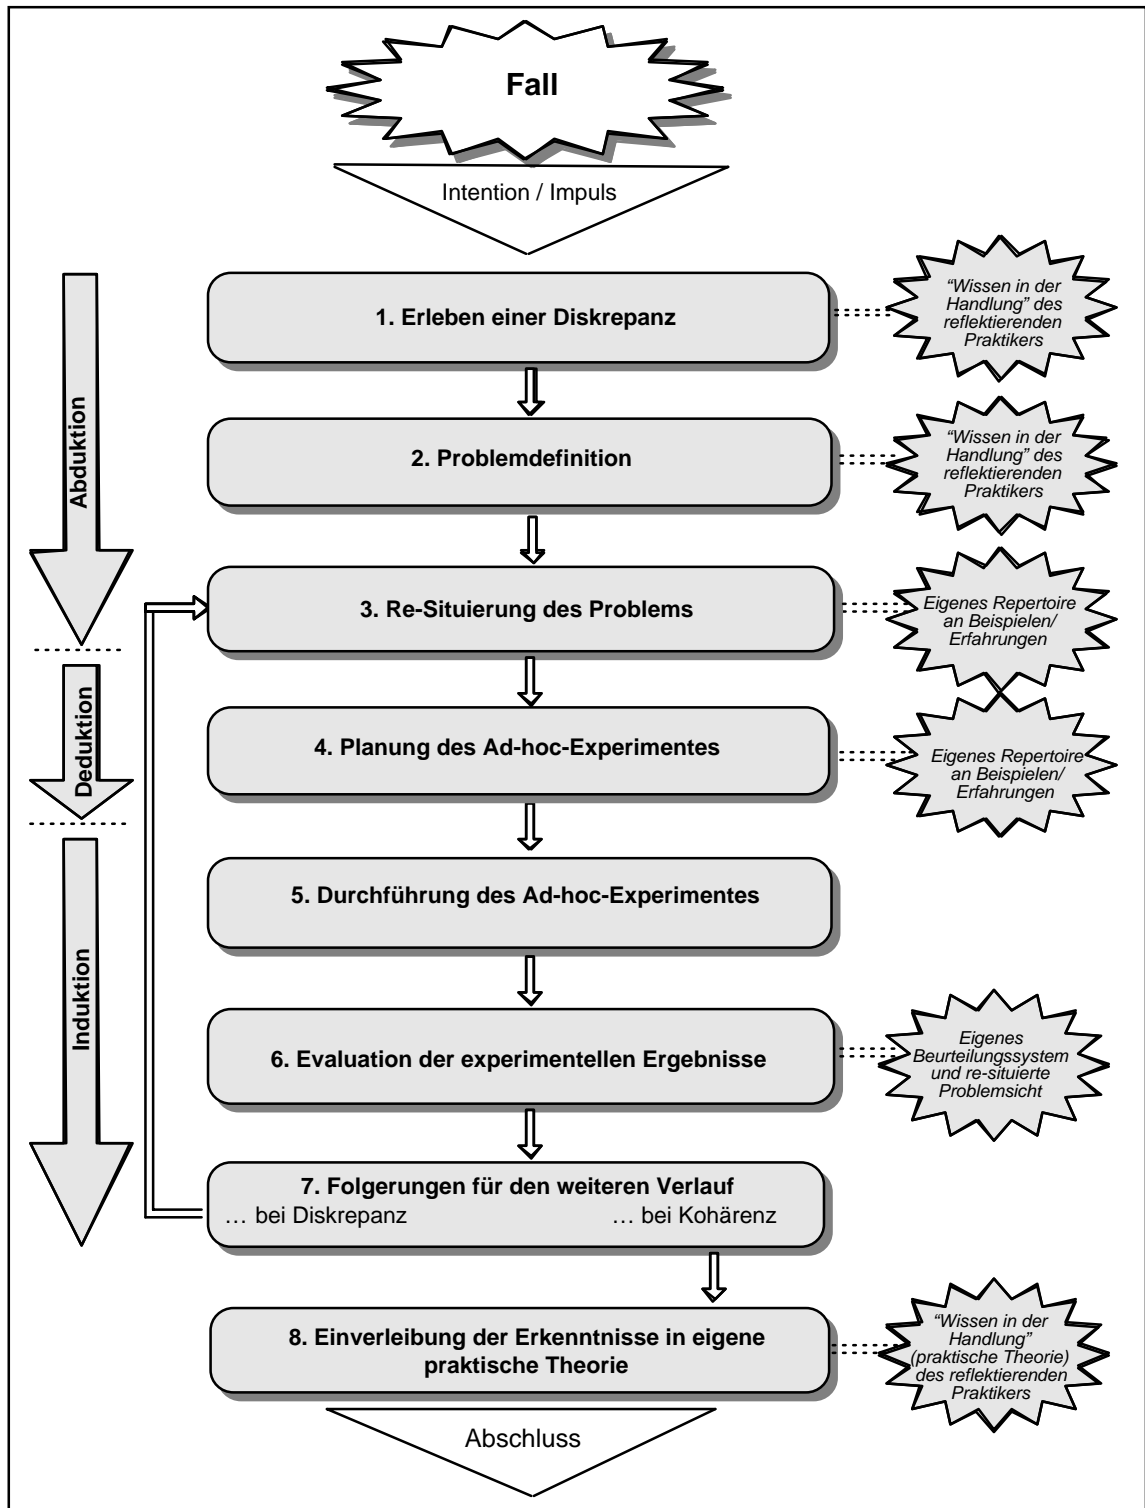 Fall
Intention / Impuls
1. Erleben einer Diskrepanz
“Wissen in der
Handlung” des
reflektierenden
Praktikers
2. Problemdefinition
“Wissen in der
Handlung” des
reflektierenden
Praktikers
Abduktion
3. Re-Situierung des Problems
Eigenes Repertoire
an Beispielen/
Erfahrungen
Deduktion
4. Planung des Ad-hoc-Experimentes
Eigenes Repertoire
an Beispielen/
Erfahrungen
5. Durchführung des Ad-hoc-Experimentes
Induktion
6. Evaluation der experimentellen Ergebnisse
Eigenes
Beurteilungssystem
und re-situierte
Problemsicht
7. Folgerungen für den weiteren Verlauf
… bei Diskrepanz … bei Kohärenz
8. Einverleibung der Erkenntnisse in eigene
praktische Theorie
“Wissen in der
Handlung”
(praktische Theorie)
des reflektierenden
Praktikers
Abschluss